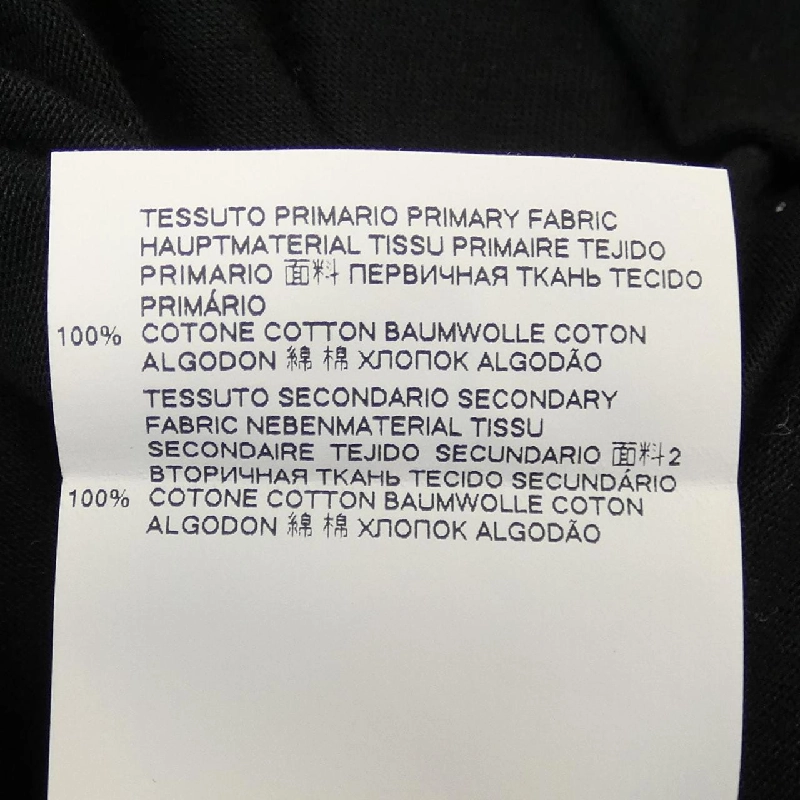 TESSUTO PRIMARIO PRIMARY FABRIC
HAUPTMATERIAL TISSU PRIMAIRE TEJIDO
PRIMARIO 面料 ПЕРВИЧНАЯ ТКАНЬ TECIDO
PRIMÁRIO
100% COTONE COTTON BAUMWOLLE COTON
ALGODON 綿 棉 ХЛОПОК ALGODÃO
TESSUTO SECONDARIO SECONDARY
FABRIC NEBENMATERIAL TISSU
SECONDAIRE TEJIDO SECUNDARIO 面料2
ВТОРИЧНАЯ ТКАНЬ TECIDO SECUNDÁRIO
100% COTONE COTTON BAUMWOLLE COTON
ALGODON 綿 棉 ХЛОПОК ALGODÃO